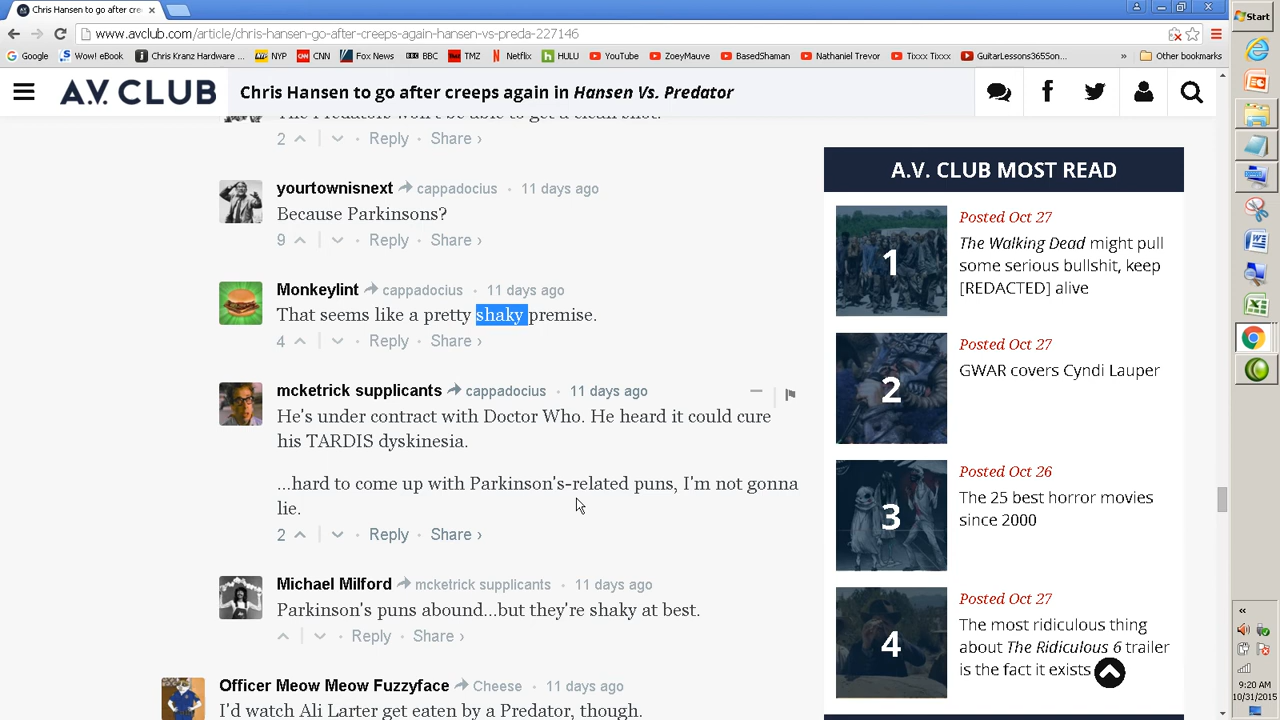 Chris Hansen to go after cre
www.avclub.com/article/chris-hansen-go-after-creeps-again-hansen-vs-preda-227146
Google Wow! eBook Chris Kranz Hardware ... NYP CNN Fox News BBC TMZ Netflix HULU YouTube ZoeyMauve BasedShaman Nathaniel Trevor Tixxx Tixxx GuitarLessons365Son... » Other bookmarks
A.V. CLUB Chris Hansen to go after creeps again in Hansen Vs. Predator
The Predators won't be able to get a clean shot.
2 Reply Share ›
yourtownisnext cappadocius • 11 days ago
Because Parkinsons?
9 Reply Share ›
Monkeylint cappadocius • 11 days ago
That seems like a pretty shaky premise.
4 Reply Share ›
mcketrick supplicants cappadocius • 11 days ago
He's under contract with Doctor Who. He heard it could cure
his TARDIS dyskinesia.
...hard to come up with Parkinson's-related puns, I'm not gonna
lie.
2 Reply Share ›
Michael Milford mcketrick supplicants • 11 days ago
Parkinson's puns abound...but they're shaky at best.
Reply Share ›
Officer Meow Meow Fuzzyface Cheese • 11 days ago
I'd watch Ali Larter get eaten by a Predator, though.
A.V. CLUB MOST READ
1
Posted Oct 27
The Walking Dead might pull
some serious bullshit, keep
[REDACTED] alive
2
Posted Oct 27
GWAR covers Cyndi Lauper
3
Posted Oct 26
The 25 best horror movies
since 2000
4
Posted Oct 27
The most ridiculous thing
about The Ridiculous 6 trailer
is the fact it exists
Start
«
9:20 AM
10/31/2015